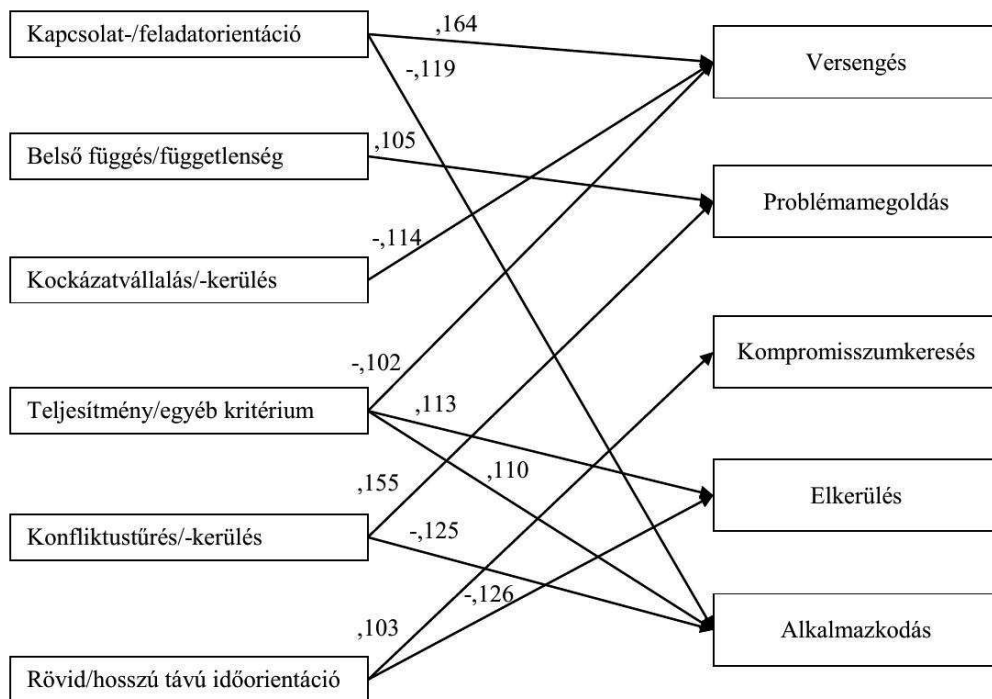 Kapcsolat-/feladatorientáció
,164
-,119
Versengés
Belső függés/függetlenség
,105
Problémamegoldás
-,114
Kockázatvállalás/-kerülés
Kompromisszumkeresés
-,102
Teljesítmény/egyéb kritérium
,113
,110
Elkerülés
,155
Konfliktustűrés/-kerülés
-,125
-,126
,103
Alkalmazkodás
Rövid/hosszú távú időorientáció